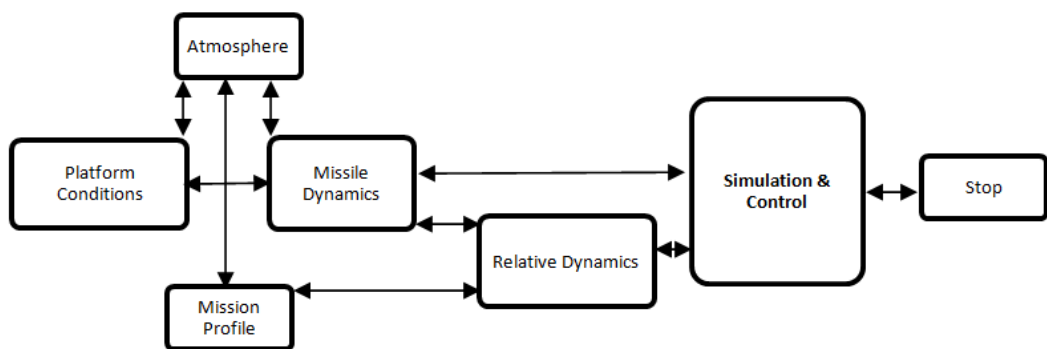 Atmosphere
Platform
Conditions
Missile
Dynamics
Simulation &
Control
Stop
Relative Dynamics
Mission
Profile